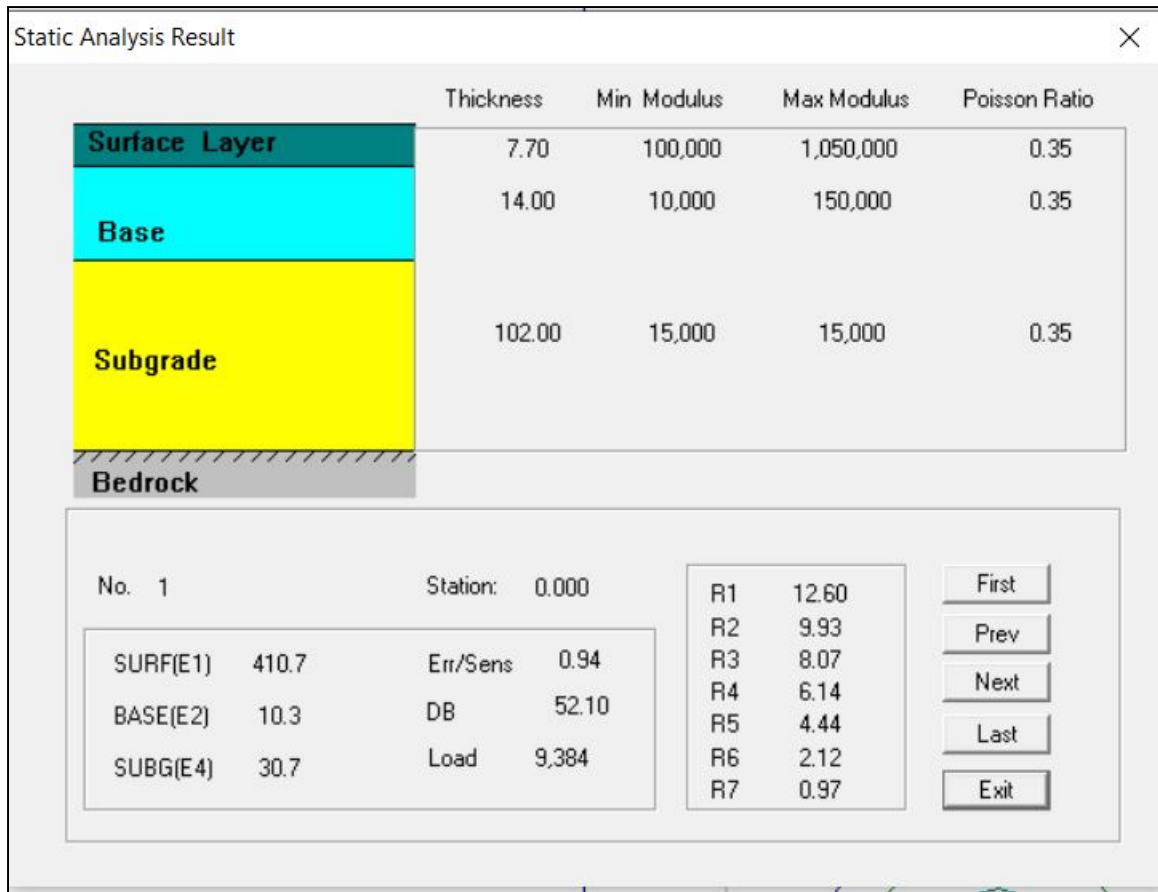 Static Analysis Result
Thickness Min Modulus Max Modulus Poisson Ratio
Surface Layer 7.70 100,000 1,050,000 0.35
14.00 10,000 150,000 0.35
Base
102.00 15,000 15,000 0.35
Subgrade
Bedrock
No. 1 Station: 0.000
SURF(E1) 410.7 Err/Sens 0.94
BASE(E2) 10.3 DB 52.10
SUBG(E4) 30.7 Load 9,384
R1 12.60
R2 9.93
R3 8.07
R4 6.14
R5 4.44
R6 2.12
R7 0.97
First
Prev
Next
Last
Exit